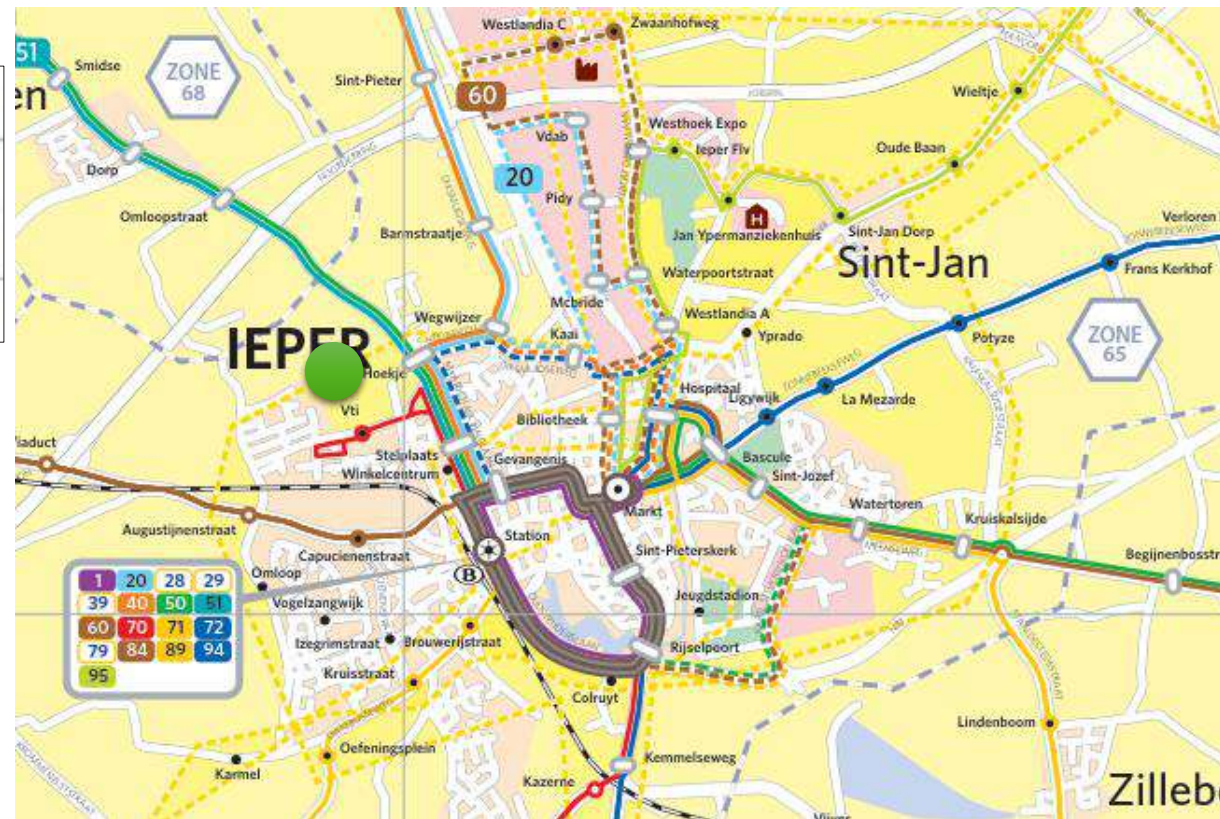 51
Smidse
ZONE
68
en
Dorp
Omloopstraat
Sint-Pieter
Westlandia C
Zwaanhofweg
60
Vdab
Westhoek Expo
Ieper Flv
Wieltje
Oude Baan
20
Pidy
Barmstraatje
H
Jan Ypermanziekenhuis
Sint-Jan Dorp
Sint-Jan
Verloren
Frans Kerkhof
Waterpoortstraat
Mcbride
Wegwijzer
Kaai
Westlandia A
Yprado
Potyze
ZONE
65
IEPER
Hoekje
Vti
Hospitaal
Ligywijk
La Mezarde
Bibliotheek
Stelplaats
Winkelcentrum
Gevangenis
Bascule
Sint-Jozef
Viaduct
Markt
Watertoren
Kruiskalsijde
Augustijnenstraat
Capucienenstraat
Station
B
Sint-Pieterskerk
Begijnenbosstr
Omloop
1 20 28 29
39 40 50 51
60 70 71 72
79 84 89 94
95
Vogelzangwijk
Izegrimstraat
Brouwerijstraat
Jeugdstadion
Rijselpoort
Kruisstraat
Colruyt
Lindenboom
Karmel
Oefeningsplein
Kemmelseweg
Kazerne
Zillebe